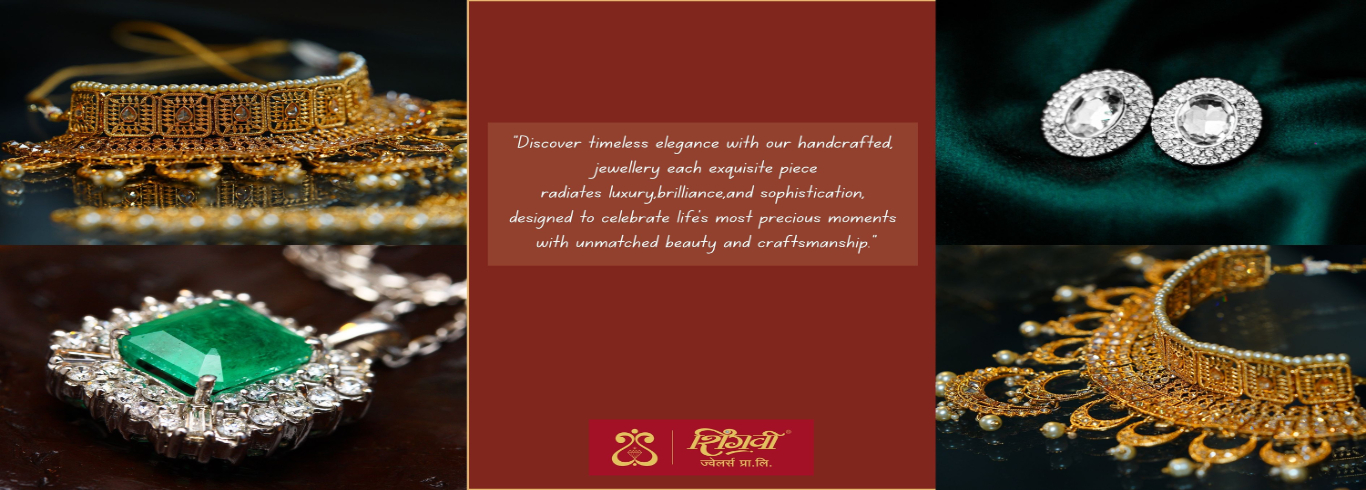 "Discover timeless elegance with our handcrafted,
jewellery each exquisite piece
radiates luxury,brilliance,and sophistication,
designed to celebrate life's most precious moments
with unmatched beauty and craftsmanship."
शिंगवी®
ज्वेलर्स प्रा.लि.